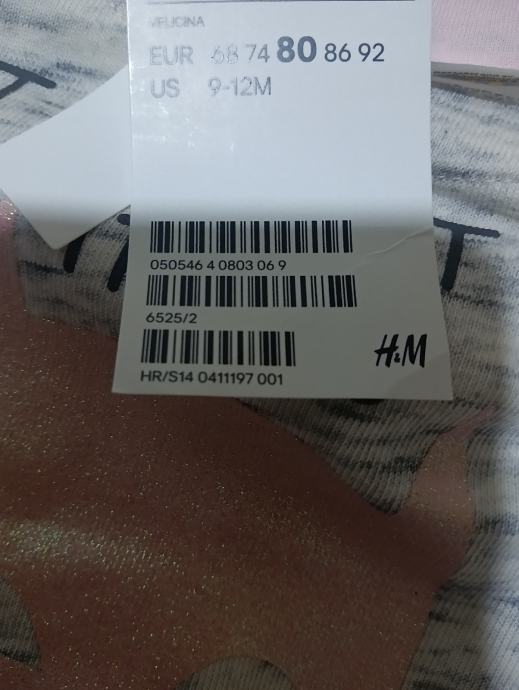 VELICINA
EUR 68 74 80 86 92
US 9-12M
050546 4 0803 06 9
6525/2
H&M
HR/S14 0411197 001